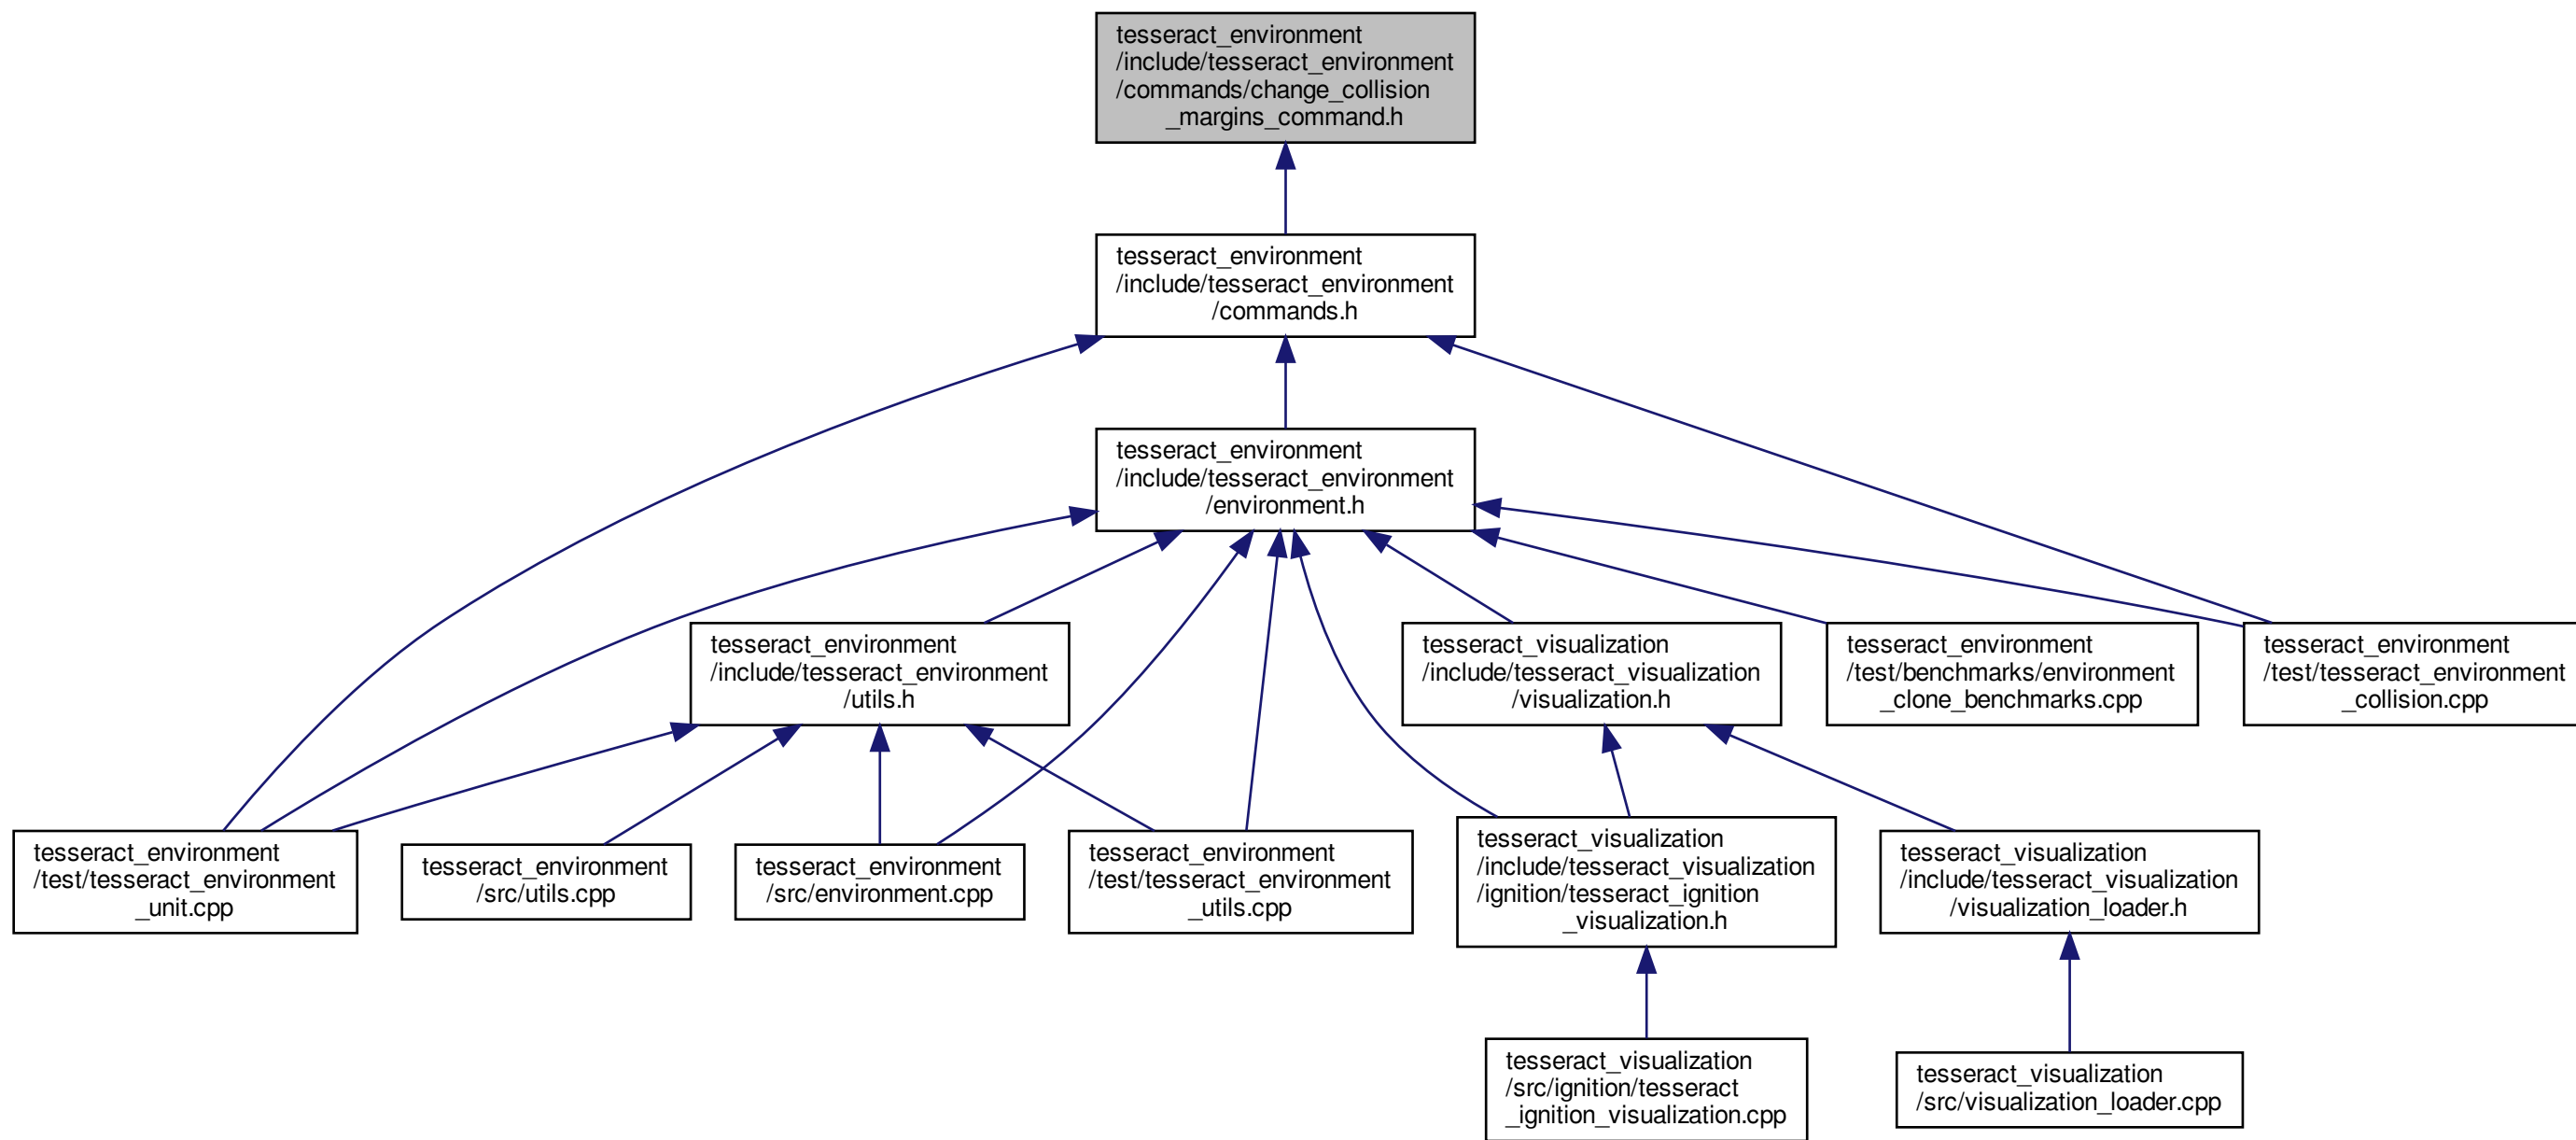 tesseract_environment
/include/tesseract_environment
/commands/change_collision
_margins_command.h
tesseract_environment
/include/tesseract_environment
/commands.h
tesseract_environment
/include/tesseract_environment
/environment.h
tesseract_environment
/include/tesseract_environment
/utils.h
tesseract_visualization
/include/tesseract_visualization
/visualization.h
tesseract_environment
/test/benchmarks/environment
_clone_benchmarks.cpp
tesseract_environment
/test/tesseract_environment
_collision.cpp
tesseract_environment
/test/tesseract_environment
_unit.cpp
tesseract_environment
/src/utils.cpp
tesseract_environment
/src/environment.cpp
tesseract_environment
/test/tesseract_environment
_utils.cpp
tesseract_visualization
/include/tesseract_visualization
/ignition/tesseract_ignition
_visualization.h
tesseract_visualization
/include/tesseract_visualization
/visualization_loader.h
tesseract_visualization
/src/ignition/tesseract
_ignition_visualization.cpp
tesseract_visualization
/src/visualization_loader.cpp